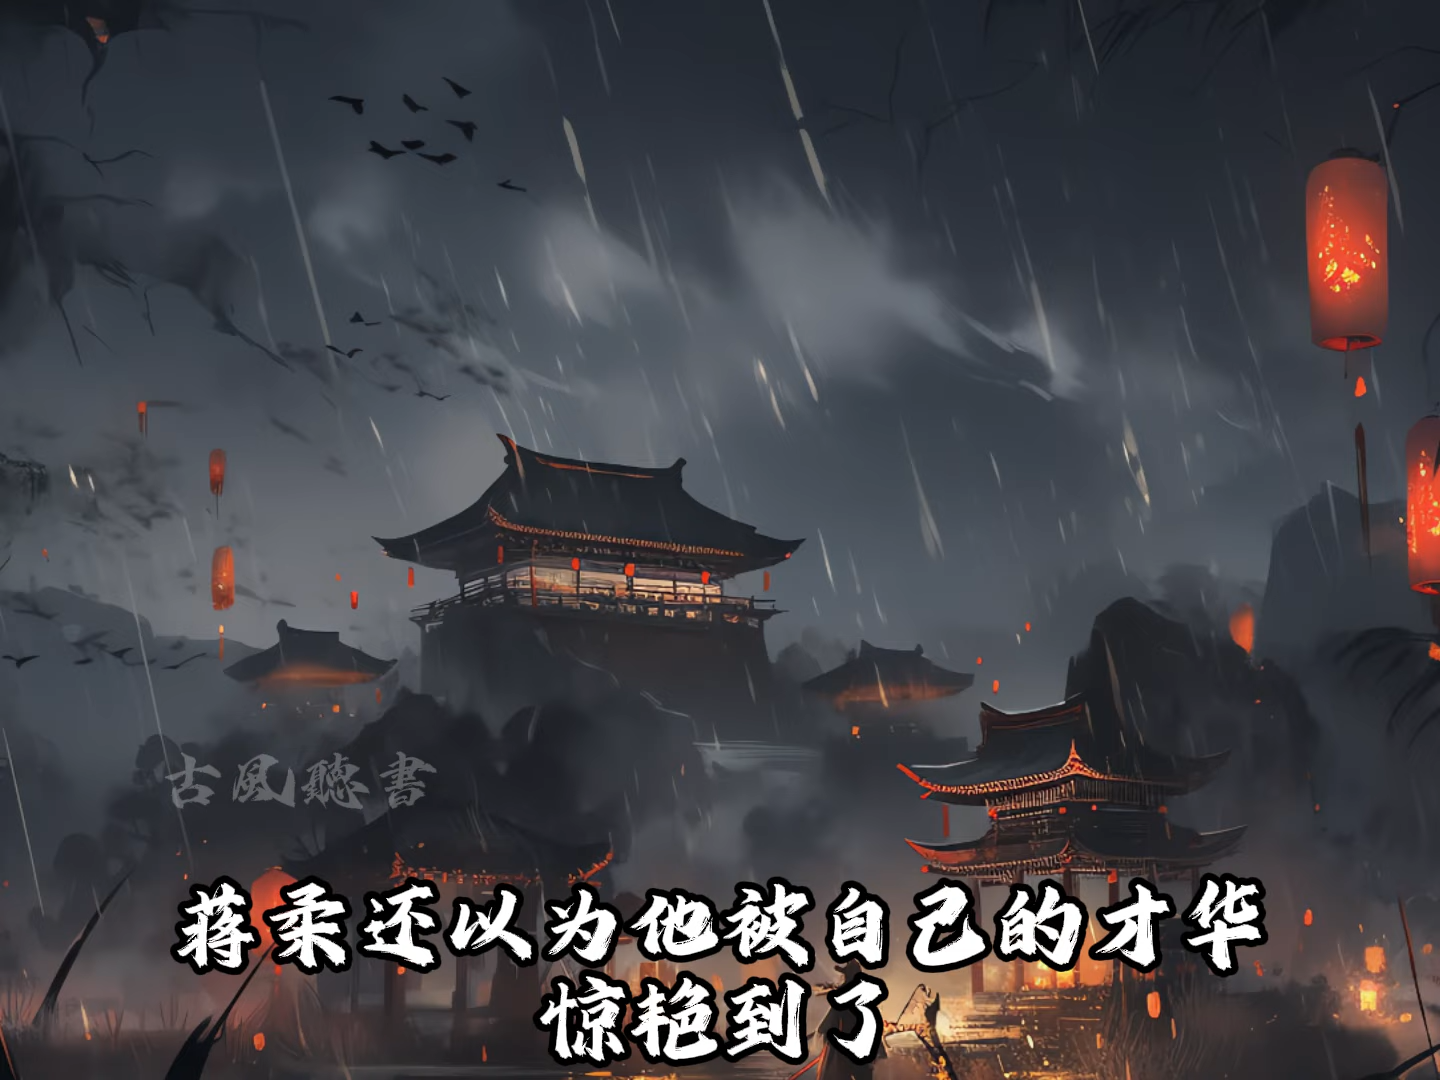 古風聽書
蒋柔还以为他被自己的才华
惊艳到了